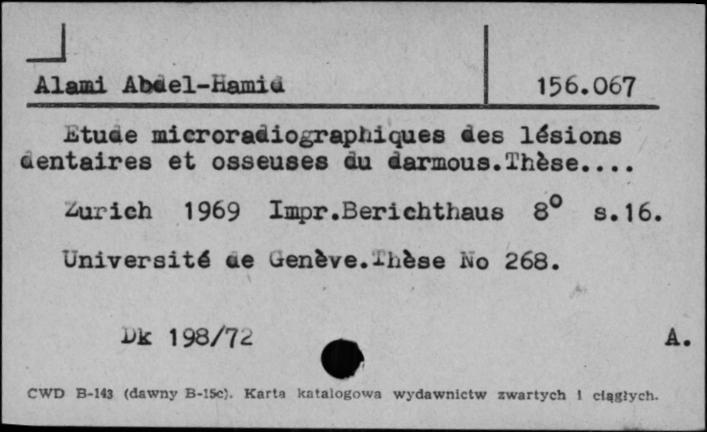 Alami Abdel-Hamid 156.067
Etude microradiographiques des lésions
dentaires et osseuses du darmous.Thèse....
Zurich 1969 Impr.Berichthaus 8° s.16.
Université de Genève.Thèse No 268.
Dk 198/72 A.
CWD B-143 (dawny B-15c). Karta katalogowa wydawnictw zwartych i ciągłych.